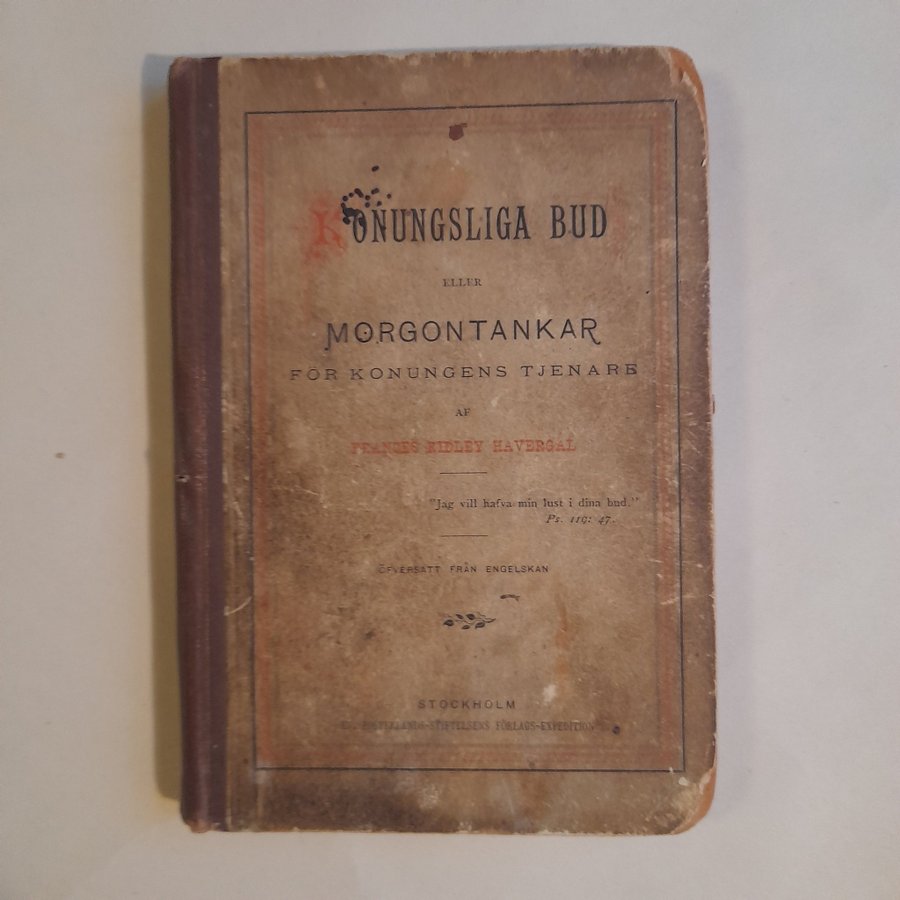 KONUNGSLIGA BUD
ELLER
MORGONTANKAR
FÖR KONUNGENS TJENARE
AF
FRANCES RIDLEY HAVERGAL
"Jag vill hafva min lust i dina bud."
Ps. 119: 47.
ÖFVERSATT FRÅN ENGELSKAN
STOCKHOLM
FOSTERLANDS-STIFTELSENS FÖRLAGS-EXPEDITION